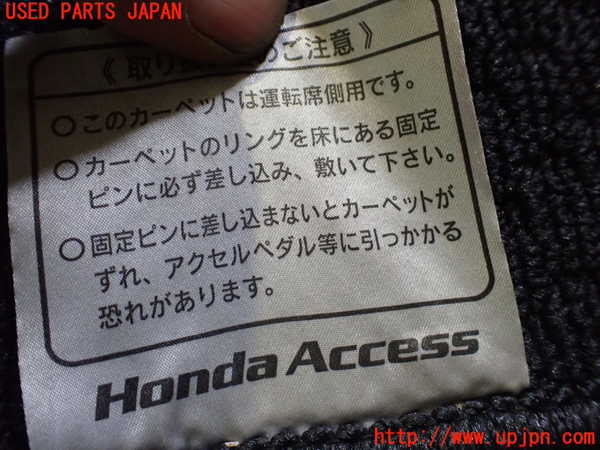 USED PARTS JAPAN
《 取り のご注意 》
○このカーペットは運転席側用です。
○カーペットのリングを床にある固定
ピンに必ず差し込み、敷いて下さい。
○固定ピンに差し込まないとカーペットが
ずれ、アクセルペダル等に引っかかる
恐れがあります。
Honda Access
http://www.upjpn.com/